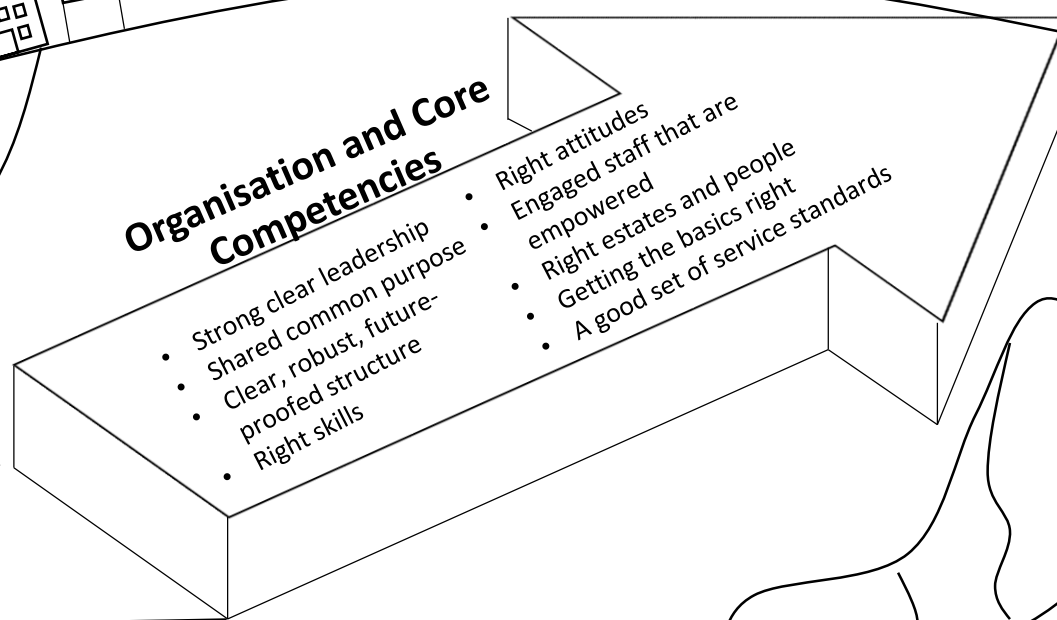 Organisation and Core
Competencies
• Strong clear leadership
• Shared common purpose
• Clear, robust, future-
proofed structure
• Right skills
• Right attitudes
• Engaged staff that are
empowered
• Right estates and people
• Getting the basics right
• A good set of service standards